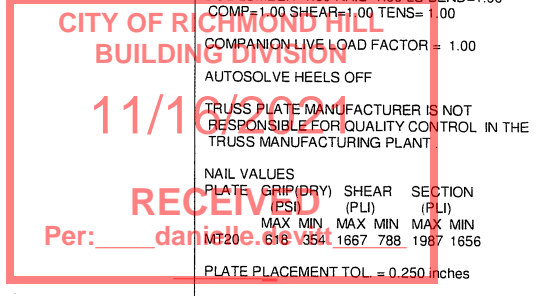 COMP=1.00 SHEAR=1.00 TENS= 1.00
COMPANION LIVE LOAD FACTOR = 1.00
AUTOSOLVE HEELS OFF
TRUSS PLATE MANUFACTURER IS NOT
RESPONSIBLE FOR QUALITY CONTROL IN THE
TRUSS MANUFACTURING PLANT .
NAIL VALUES
PLATE GRIP(DRY) SHEAR SECTION
(PSI) (PLI) (PLI)
MAX MIN MAX MIN MAX MIN
MT20 618 354 1667 788 1987 1656
PLATE PLACEMENT TOL. = 0.250 inches
CITY OF RICHMOND HILL
BUILDING DIVISION
11/16/2021
RECEIVED
Per:_____danielle.devitt_______